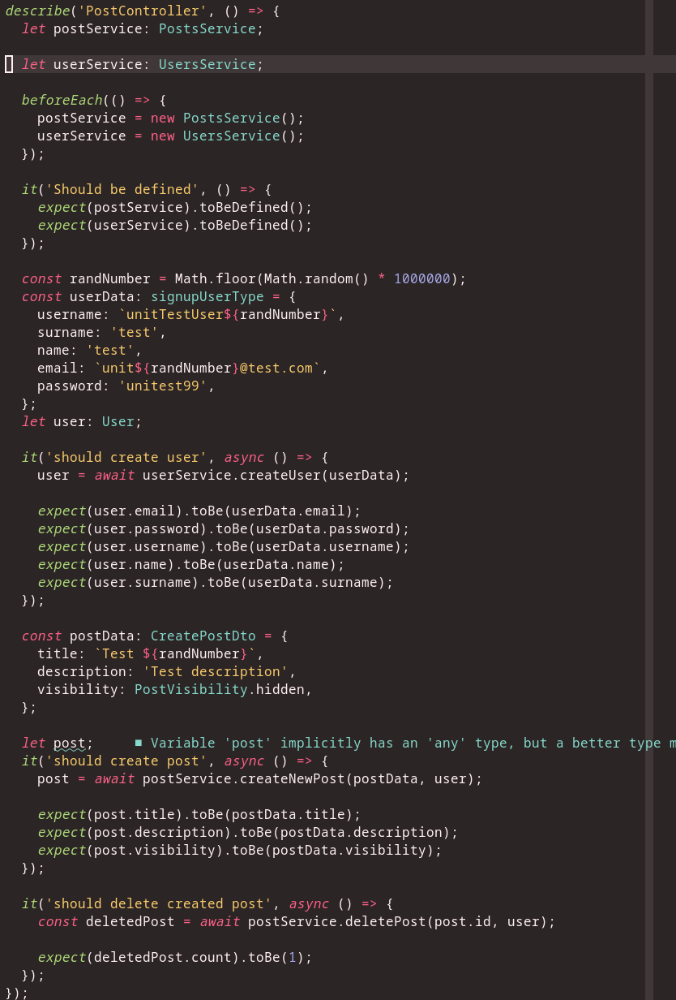 describe('PostController', () => {
  let postService: PostsService;

  let userService: UsersService;

  beforeEach(() => {
    postService = new PostsService();
    userService = new UsersService();
  });

  it('Should be defined', () => {
    expect(postService).toBeDefined();
    expect(userService).toBeDefined();
  });

  const randNumber = Math.floor(Math.random() * 1000000);
  const userData: signupUserType = {
    username: `unitTestUser${randNumber}`,
    surname: 'test',
    name: 'test',
    email: `unit${randNumber}@test.com`,
    password: 'unitest99',
  };
  let user: User;

  it('should create user', async () => {
    user = await userService.createUser(userData);

    expect(user.email).toBe(userData.email);
    expect(user.password).toBe(userData.password);
    expect(user.username).toBe(userData.username);
    expect(user.name).toBe(userData.name);
    expect(user.surname).toBe(userData.surname);
  });

  const postData: CreatePostDto = {
    title: `Test ${randNumber}`,
    description: 'Test description',
    visibility: PostVisibility.hidden,
  };

  let post;     ■ Variable 'post' implicitly has an 'any' type, but a better type m
  it('should create post', async () => {
    post = await postService.createNewPost(postData, user);

    expect(post.title).toBe(postData.title);
    expect(post.description).toBe(postData.description);
    expect(post.visibility).toBe(postData.visibility);
  });

  it('should delete created post', async () => {
    const deletedPost = await postService.deletePost(post.id, user);

    expect(deletedPost.count).toBe(1);
  });
});